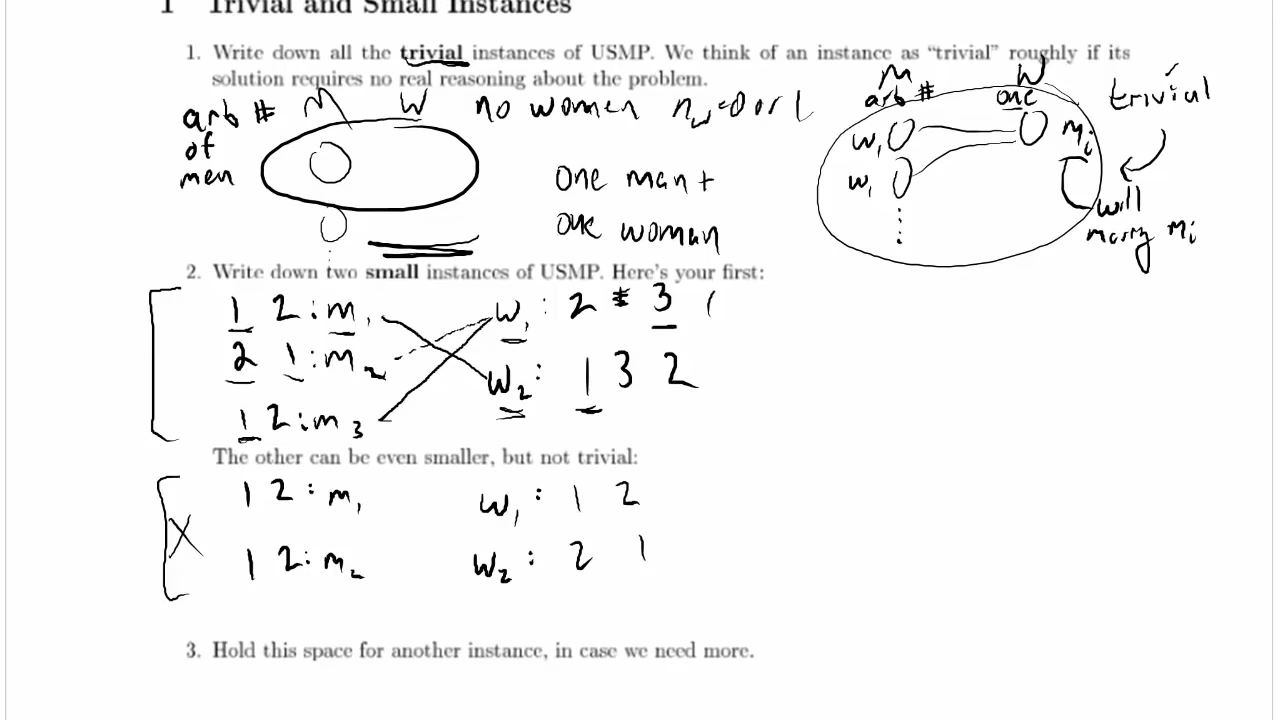 1 Trivial and Small Instances
1. Write down all the trivial instances of USMP. We think of an instance as “trivial” roughly if its
solution requires no real reasoning about the problem.
arb # of men
M W
no women n_w=0 or 1
one man +
one woman
M W
arb # one
w₁ mᵢ
w₁
trivial
will
marry mᵢ
2. Write down two small instances of USMP. Here’s your first:
1 2 : m₁ w₁ : 2 3 1
2 1 : m₂ w₂ : 1 3 2
1 2 : m₃
The other can be even smaller, but not trivial:
1 2 : m₁ w₁ : 1 2
1 2 : m₂ w₂ : 2 1
3. Hold this space for another instance, in case we need more.